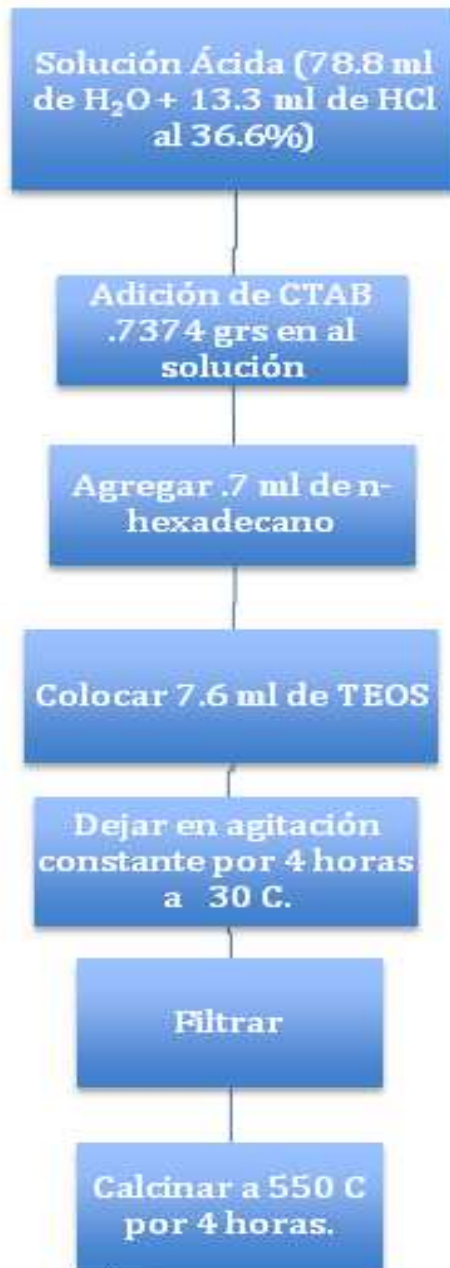 Solución Ácida (78.8 ml
de H₂O + 13.3 ml de HCl
al 36.6%)
Adición de CTAB
.7374 grs en al
solución
Agregar .7 ml de n-
hexadecano
Colocar 7.6 ml de TEOS
Dejar en agitación
constante por 4 horas
a 30 C.
Filtrar
Calcinar a 550 C
por 4 horas.